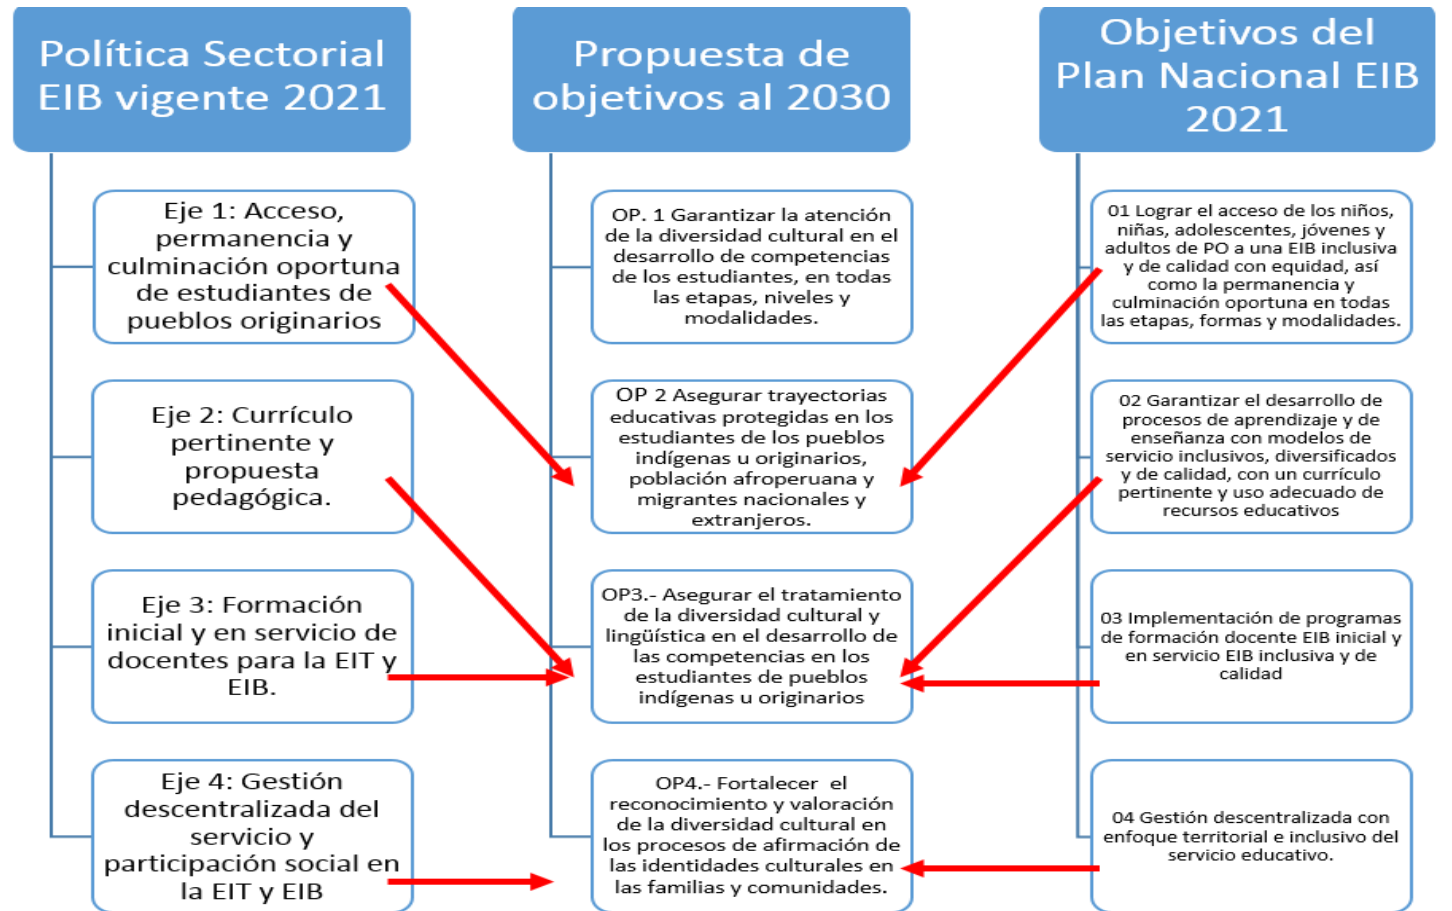 Política Sectorial
EIB vigente 2021
Eje 1: Acceso,
permanencia y
culminación oportuna
de estudiantes de
pueblos originarios
Eje 2: Currículo
pertinente y
propuesta
pedagógica.
Eje 3: Formación
inicial y en servicio de
docentes para la EIT y
EIB.
Eje 4: Gestión
descentralizada del
servicio y
participación social en
la EIT y EIB
Propuesta de
objetivos al 2030
OP. 1 Garantizar la atención
de la diversidad cultural en el
desarrollo de competencias
de los estudiantes, en todas
las etapas, niveles y
modalidades.
OP 2 Asegurar trayectorias
educativas protegidas en los
estudiantes de los pueblos
indígenas u originarios,
población afroperuana y
migrantes nacionales y
extranjeros.
OP3.- Asegurar el tratamiento
de la diversidad cultural y
lingüística en el desarrollo de
las competencias en los
estudiantes de pueblos
indígenas u originarios
OP4.- Fortalecer el
reconocimiento y valoración
de la diversidad cultural en
los procesos de afirmación de
las identidades culturales en
las familias y comunidades.
Objetivos del
Plan Nacional EIB
2021
01 Lograr el acceso de los niños,
niñas, adolescentes, jóvenes y
adultos de PO a una EIB inclusiva
y de calidad con equidad, así
como la permanencia y
culminación oportuna en todas
las etapas, formas y modalidades.
02 Garantizar el desarrollo de
procesos de aprendizaje y de
enseñanza con modelos de
servicio inclusivos, diversificados
y de calidad, con un currículo
pertinente y uso adecuado de
recursos educativos
03 Implementación de programas
de formación docente EIB inicial y
en servicio EIB inclusiva y de
calidad
04 Gestión descentralizada con
enfoque territorial e inclusivo del
servicio educativo.